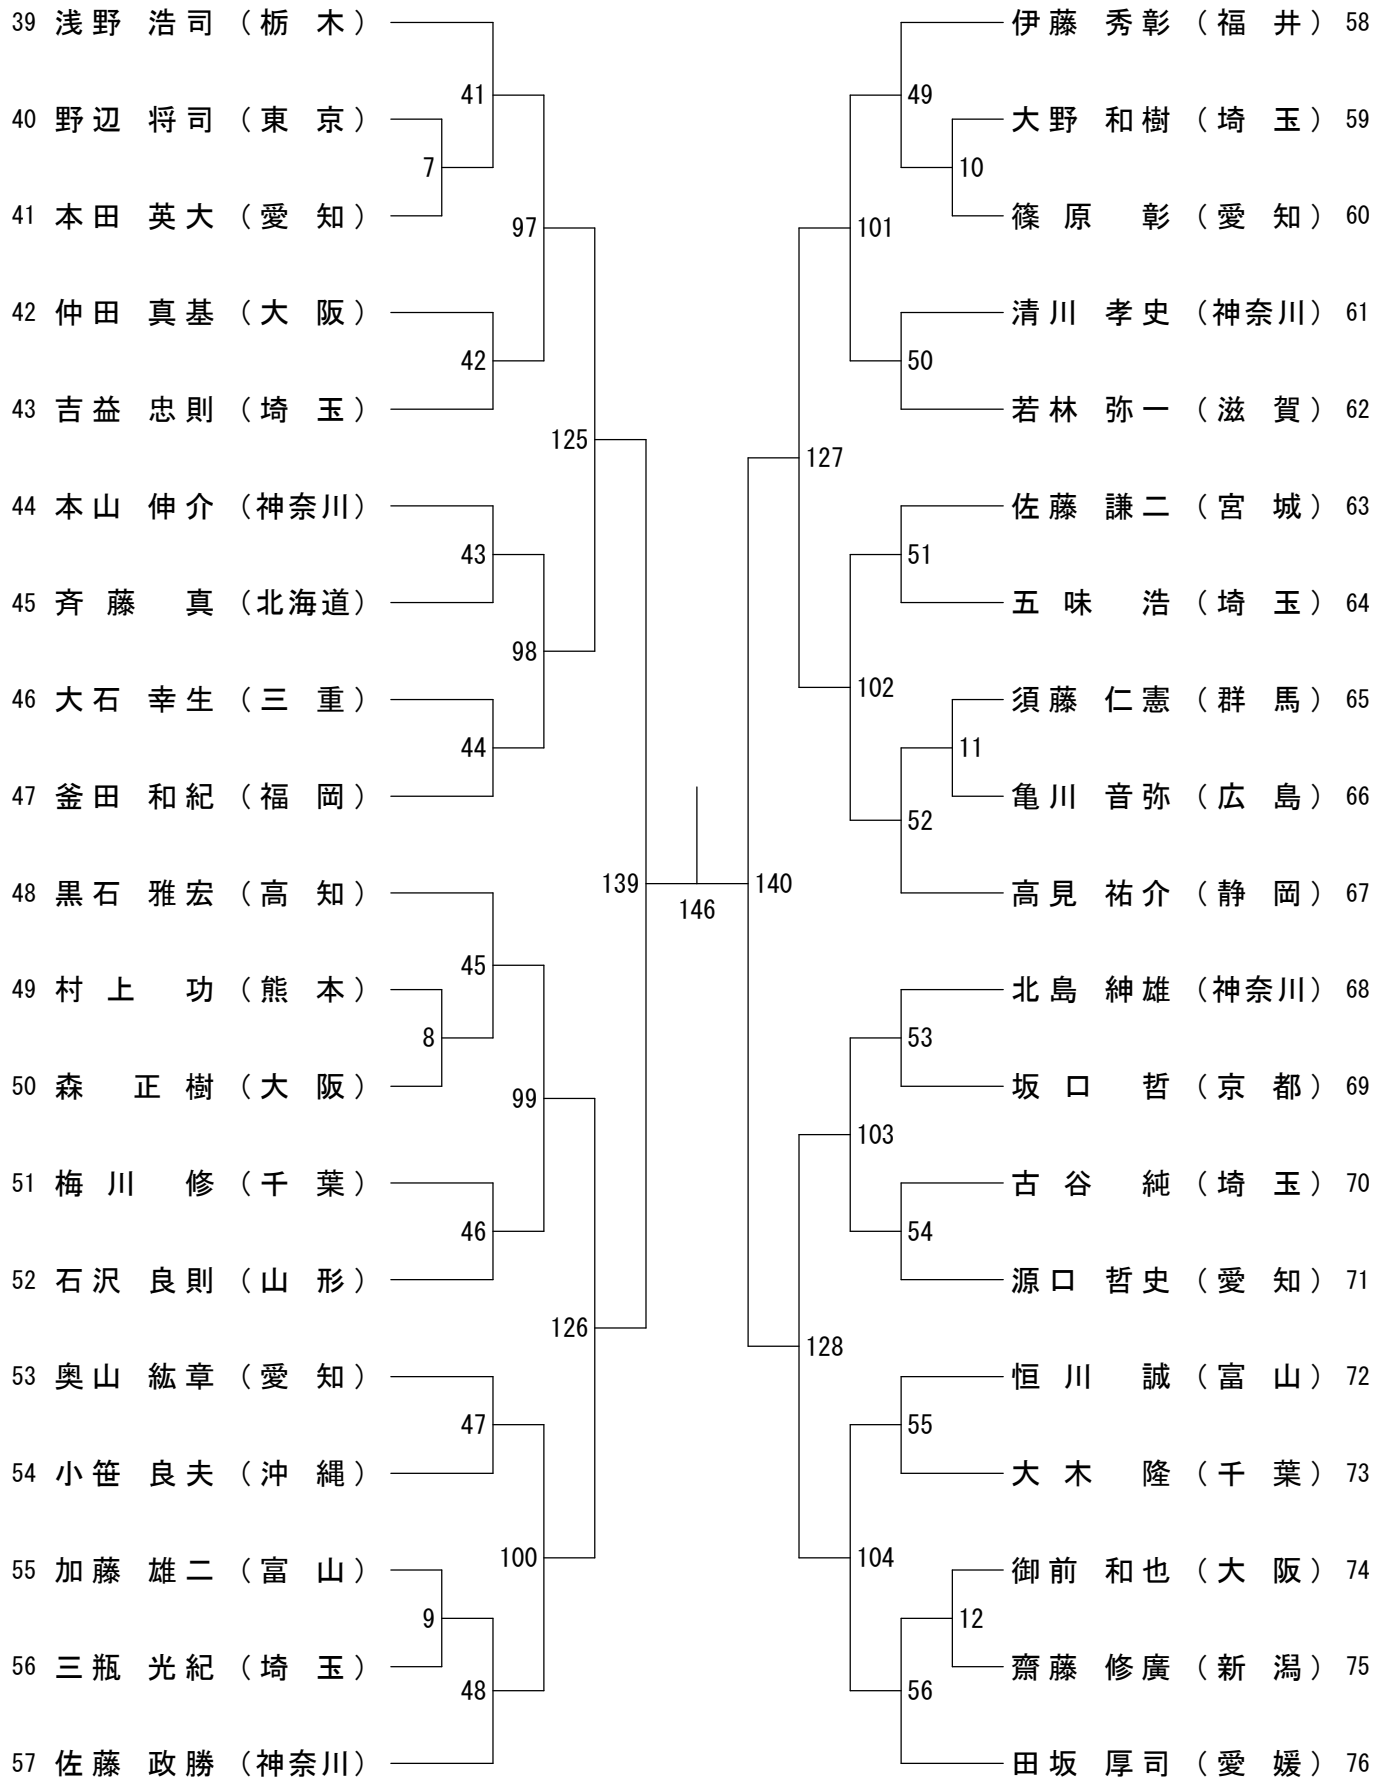 39 浅野 浩司 (栃 木)
40 野辺 将司 (東 京)
41 本田 英大 (愛 知)
42 仲田 真基 (大 阪)
43 吉益 忠則 (埼 玉)
44 本山 伸介 (神奈川)
45 斉藤 真 (北海道)
46 大石 幸生 (三 重)
47 釜田 和紀 (福 岡)
48 黒石 雅宏 (高 知)
49 村上 功 (熊 本)
50 森 正樹 (大 阪)
51 梅川 修 (千 葉)
52 石沢 良則 (山 形)
53 奥山 紘章 (愛 知)
54 小笹 良夫 (沖 縄)
55 加藤 雄二 (富 山)
56 三瓶 光紀 (埼 玉)
57 佐藤 政勝 (神奈川)
41
7
97
42
125
43
98
44
139
45
8
99
46
126
47
100
9
48
146
140
49
10
101
50
127
51
102
11
52
53
103
54
128
55
104
12
56
伊藤 秀彰 (福 井) 58
大野 和樹 (埼 玉) 59
篠原 彰 (愛 知) 60
清川 孝史 (神奈川) 61
若林 弥一 (滋 賀) 62
佐藤 謙二 (宮 城) 63
五味 浩 (埼 玉) 64
須藤 仁憲 (群 馬) 65
亀川 音弥 (広 島) 66
高見 祐介 (静 岡) 67
北島 紳雄 (神奈川) 68
坂口 哲 (京 都) 69
古谷 純 (埼 玉) 70
源口 哲史 (愛 知) 71
恒川 誠 (富 山) 72
大木 隆 (千 葉) 73
御前 和也 (大 阪) 74
齋藤 修廣 (新 潟) 75
田坂 厚司 (愛 媛) 76